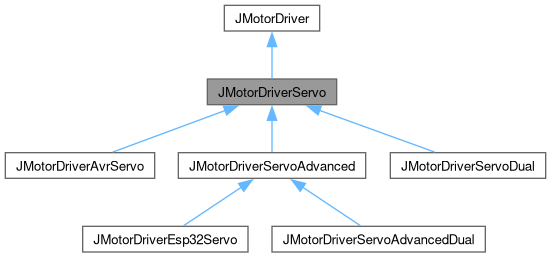 JMotorDriver
JMotorDriverServo
JMotorDriverAvrServo
JMotorDriverServoAdvanced
JMotorDriverServoDual
JMotorDriverEsp32Servo
JMotorDriverServoAdvancedDual